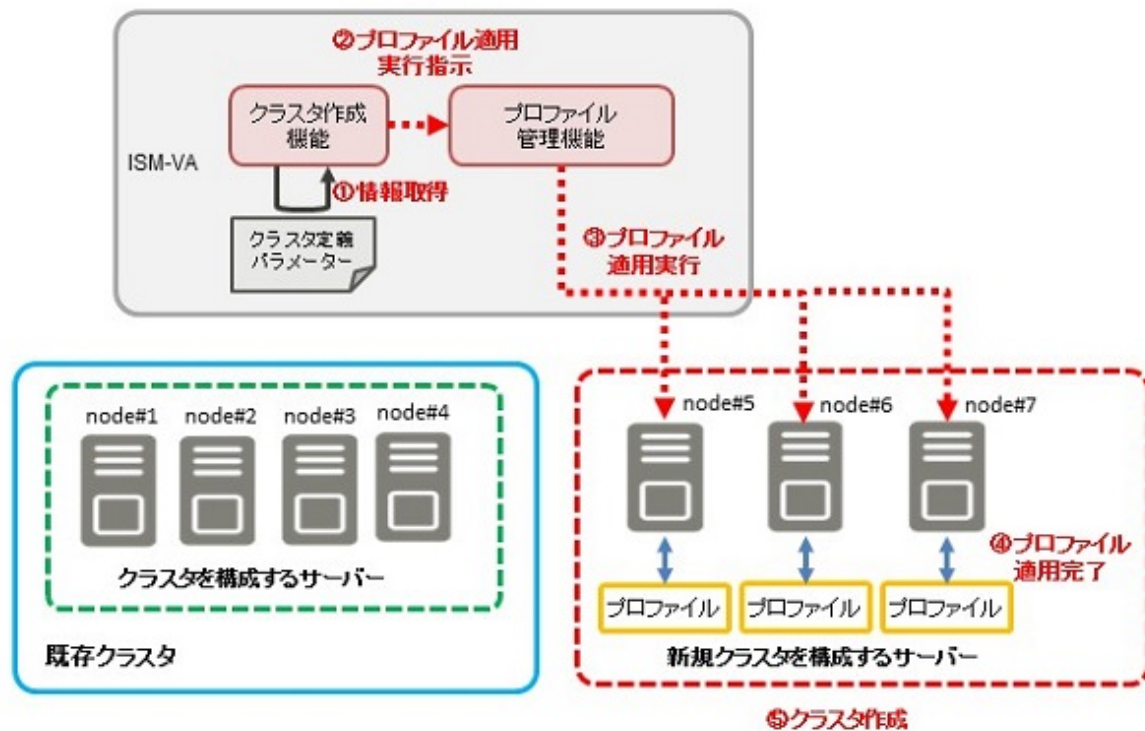 ②プロファイル適用
実行指示
クラスタ作成
機能
プロファイル
管理機能
ISM-VA
①情報取得
クラスタ定義
パラメーター
③プロファイル
適用実行
node#1
node#2
node#3
node#4
node#5
node#6
node#7
クラスタを構成するサーバー
④プロファイル
適用完了
プロファイル
プロファイル
プロファイル
既存クラスタ
新規クラスタを構成するサーバー
⑤クラスタ作成